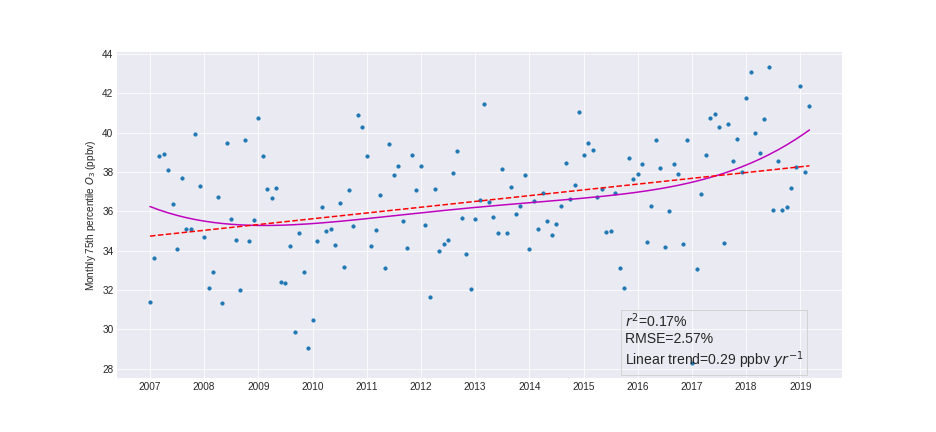 44
42
40
38
36
34
32
30
28
Monthly 75th percentile O₃ (ppbv)
r²=0.17%
RMSE=2.57%
Linear trend=0.29 ppbv yr⁻¹
2007 2008 2009 2010 2011 2012 2013 2014 2015 2016 2017 2018 2019